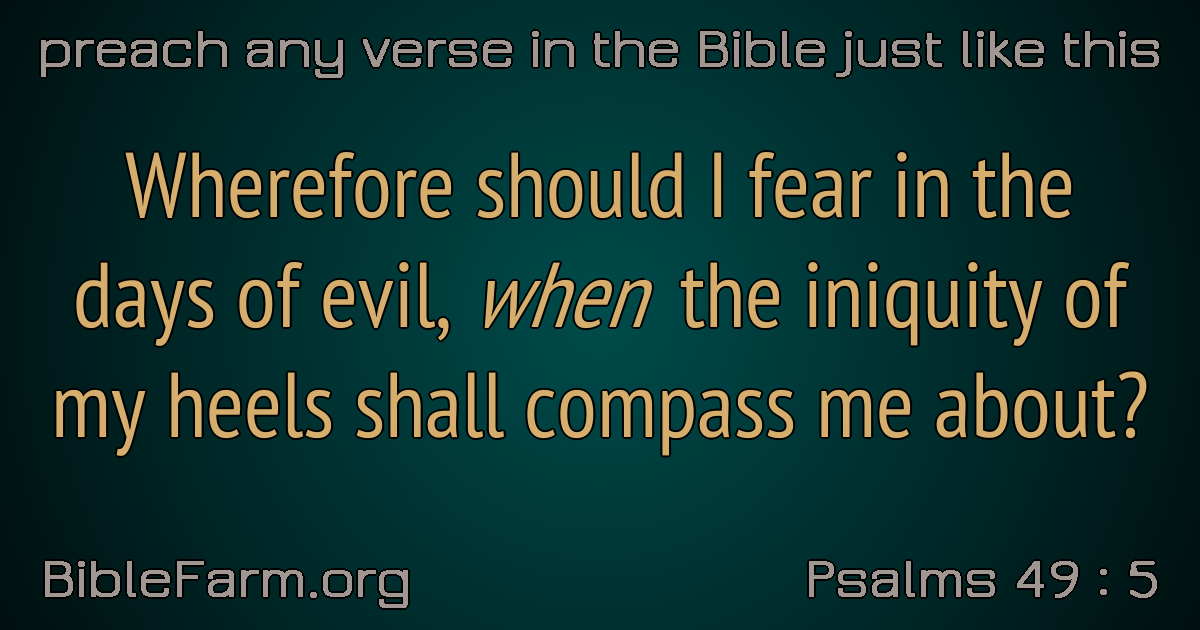 preach any verse in the Bible just like this
Wherefore should I fear in the
days of evil, when the iniquity of
my heels shall compass me about?
BibleFarm.org
Psalms 49 : 5